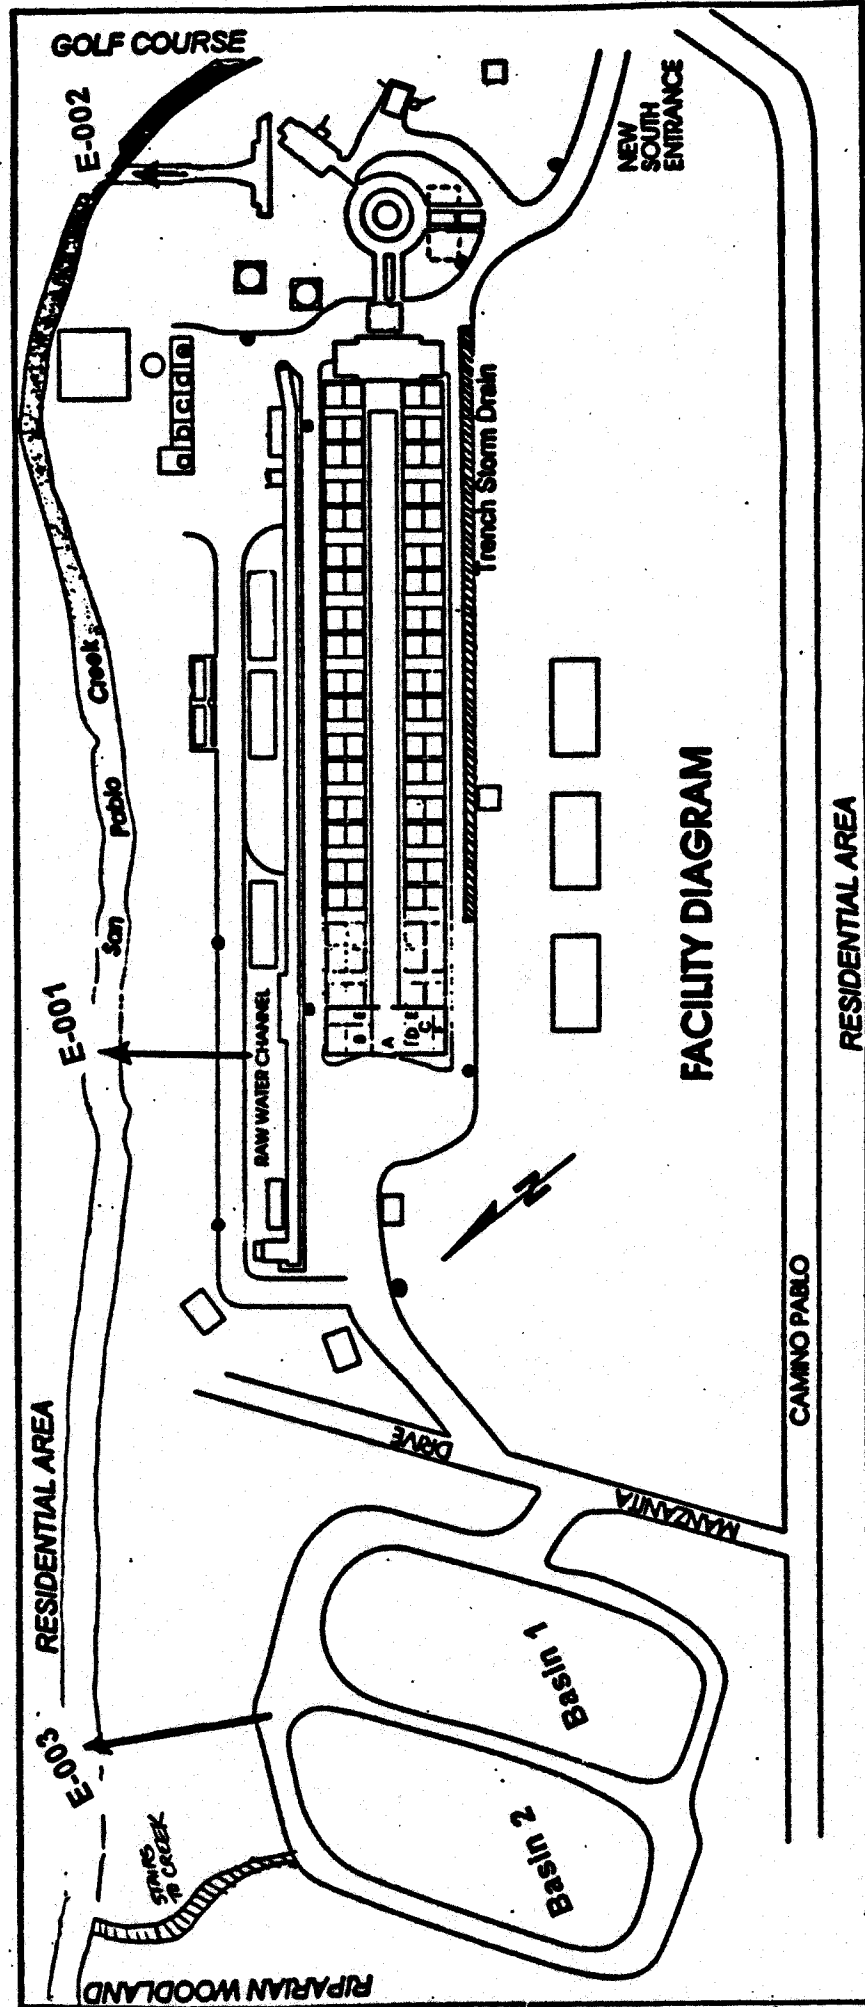 GOLF COURSE
E-002
NEW
SOUTH
ENTRANCE
a b c d e
Trench Storm Drain
San Pablo Creek
E-001
RAW WATER CHANNEL
B E
A
D E
C
F
N
FACILITY DIAGRAM
RESIDENTIAL AREA
RESIDENTIAL AREA
CAMINO PABLO
MANZANITA
DRIVE
E-003
Basin 1
Basin 2
STAIRS
TO CREEK
RIPARIAN WOODLAND